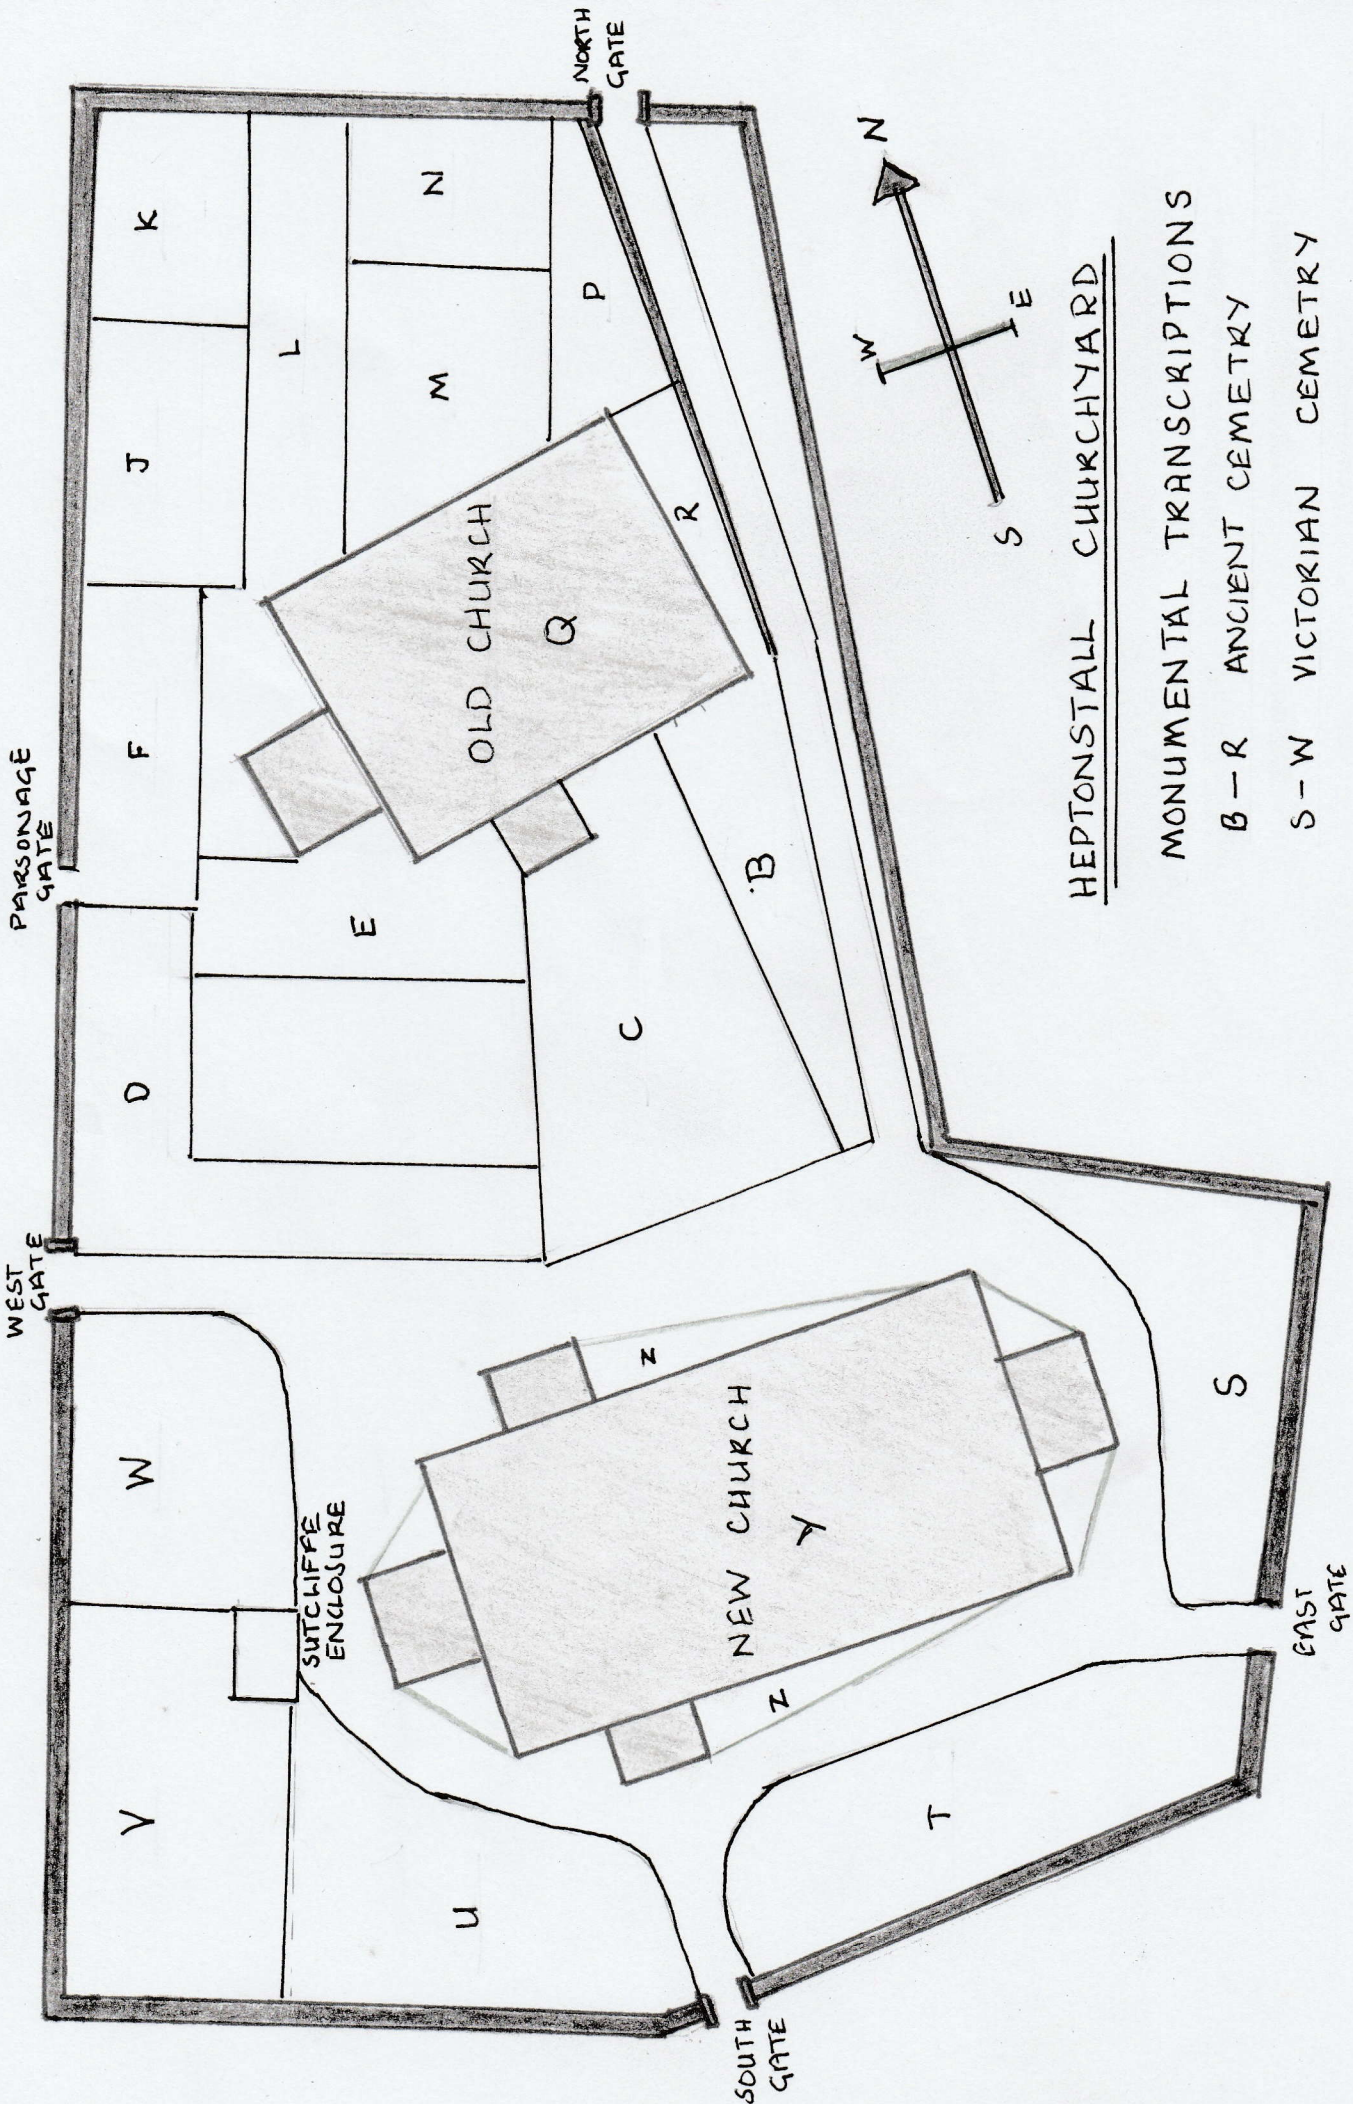 WEST
GATE
PARSONAGE
GATE
V
W
D
F
J
K
SUTCLIFFE
ENCLOSURE
E
L
U
OLD CHURCH
Q
M
N
NORTH
GATE
P
C
R
B
Z
NEW CHURCH
Y
Z
SOUTH
GATE
T
S
EAST
GATE
W
N
S
E
HEPTONSTALL CHURCHYARD
MONUMENTAL TRANSCRIPTIONS
B - R ANCIENT CEMETRY
S - W VICTORIAN CEMETRY